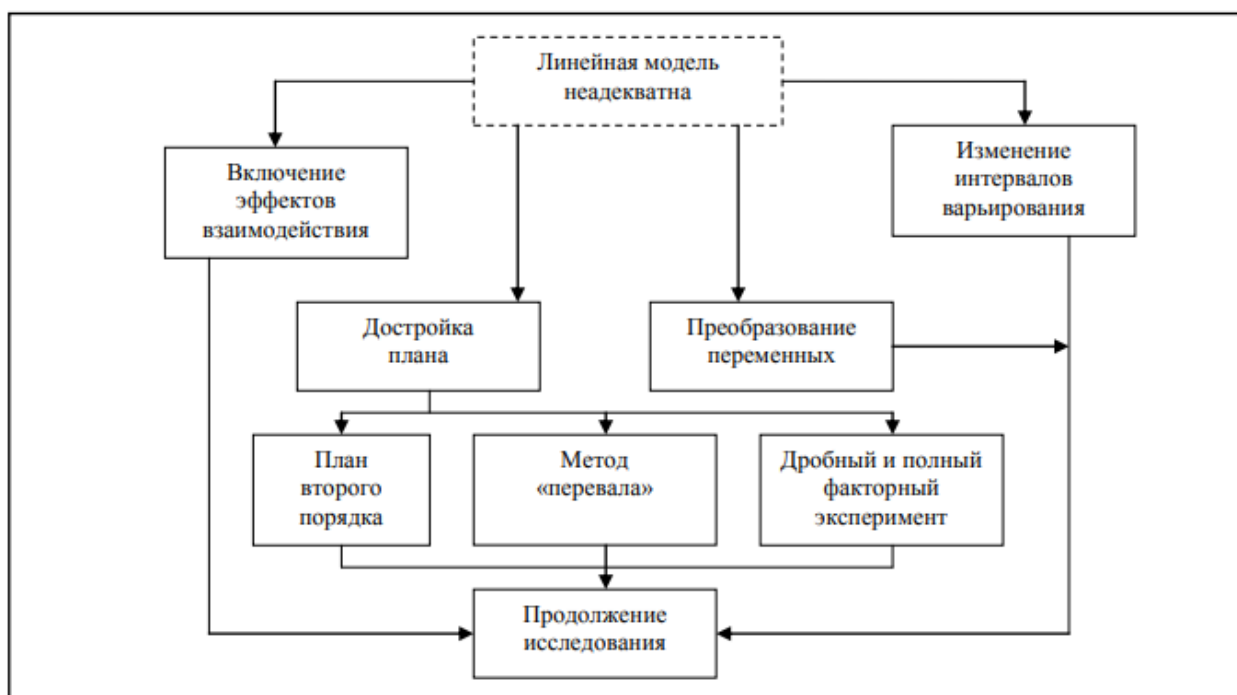 Линейная модель
неадекватна
Включение
эффектов
взаимодействия
Изменение
интервалов
варьирования
Достройка
плана
Преобразование
переменных
План
второго
порядка
Метод
«перевала»
Дробный и полный
факторный
эксперимент
Продолжение
исследования